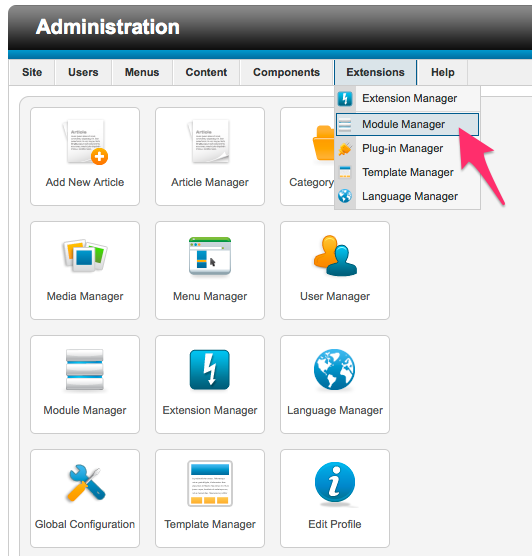 Administration
Site Users Menus Content Components Extensions Help
Extension Manager
Module Manager
Plug-in Manager
Template Manager
Language Manager
Article
Article
Add New Article Article Manager Category
Media Manager Menu Manager User Manager
Module Manager Extension Manager Language Manager
Global Configuration Template Manager Edit Profile